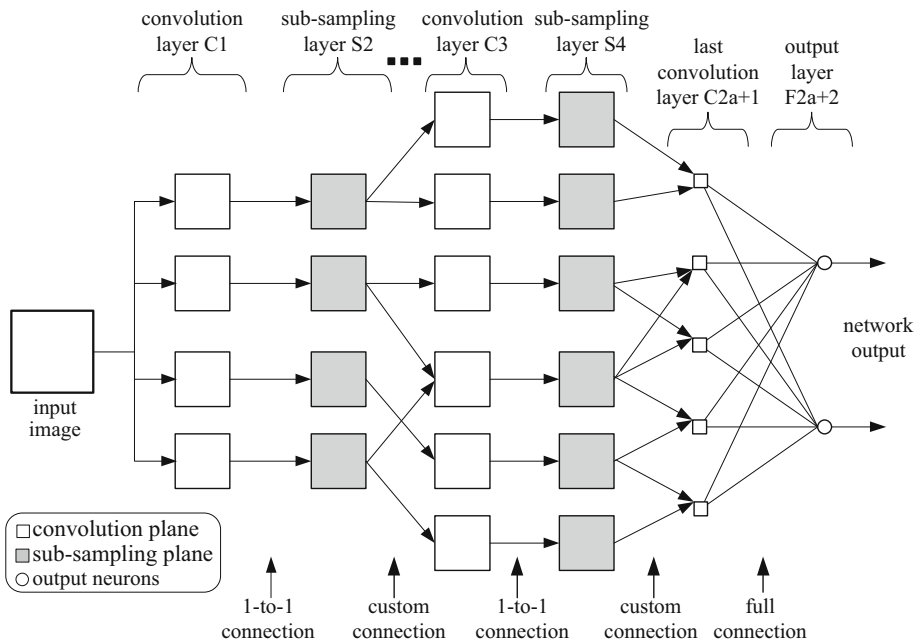 convolution
layer C1
sub-sampling
layer S2
convolution
layer C3
sub-sampling
layer S4
last
convolution
layer C2a+1
output
layer
F2a+2
input
image
network
output
convolution plane
sub-sampling plane
output neurons
1-to-1
connection
custom
connection
1-to-1
connection
custom
connection
full
connection